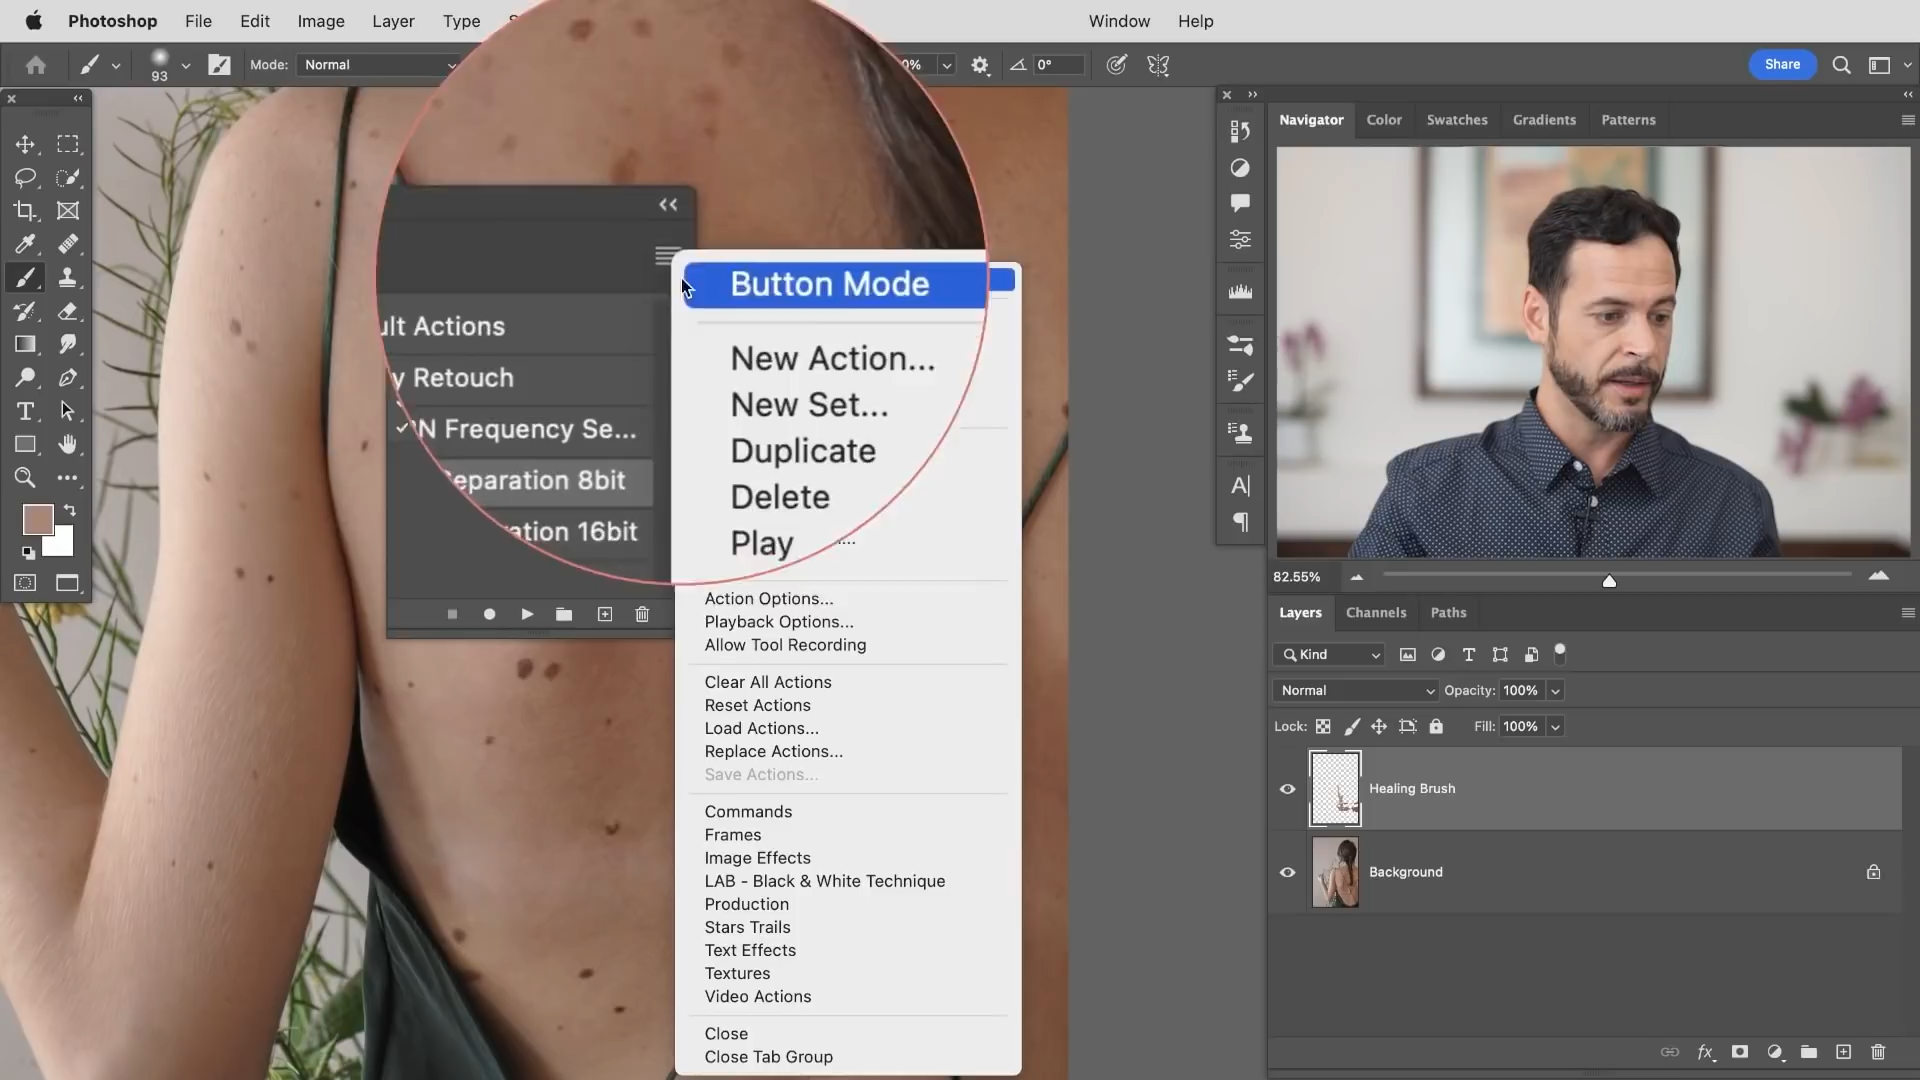 Photoshop File Edit Image Layer Type Window Help
93 Mode: Normal 0% 0° Share
Navigator Color Swatches Gradients Patterns
Button Mode
ult Actions
New Action...
y Retouch
New Set...
N Frequency Se...
Duplicate
eparation 8bit
Delete
ation 16bit
Play
Action Options...
Playback Options...
Allow Tool Recording
Clear All Actions
Reset Actions
Load Actions...
Replace Actions...
Save Actions...
Commands
Frames
Image Effects
LAB - Black & White Technique
Production
Stars Trails
Text Effects
Textures
Video Actions
Close
Close Tab Group
82.55%
Layers Channels Paths
Kind
Normal Opacity: 100%
Lock: Fill: 100%
Healing Brush
Background